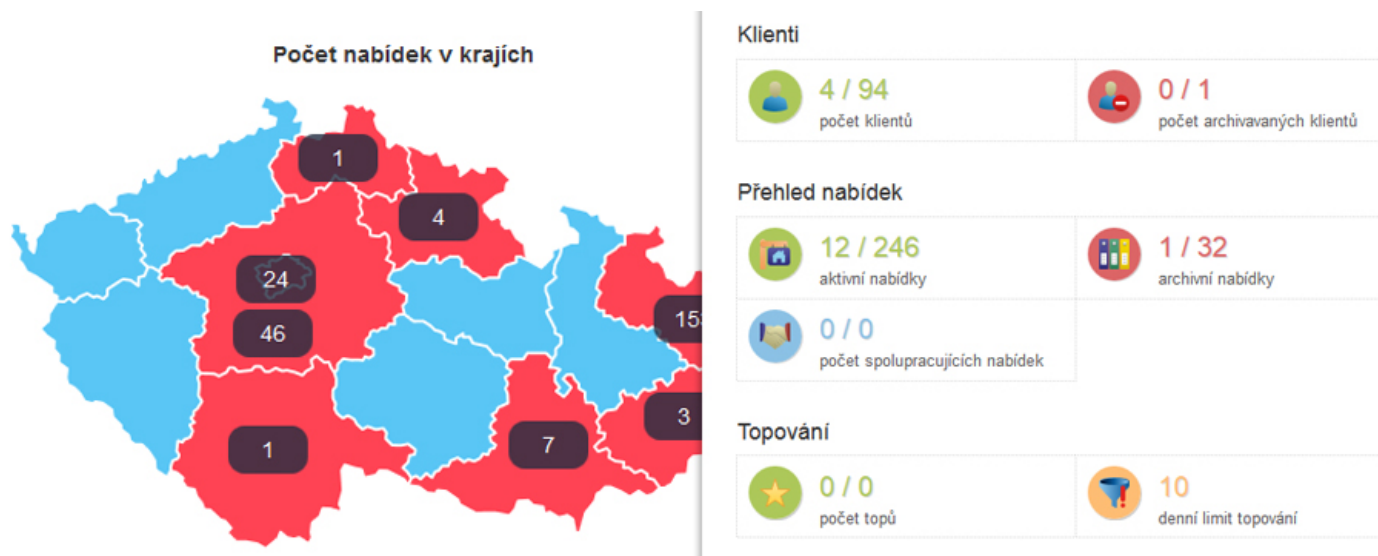 Počet nabídek v krajích
1
4
24
46
153
3
7
1
Klienti
4 / 94
počet klientů
0 / 1
počet archivavaných klientů
Přehled nabídek
12 / 246
aktivní nabídky
1 / 32
archivní nabídky
0 / 0
počet spolupracujících nabídek
Topování
0 / 0
počet topů
10
denní limit topování